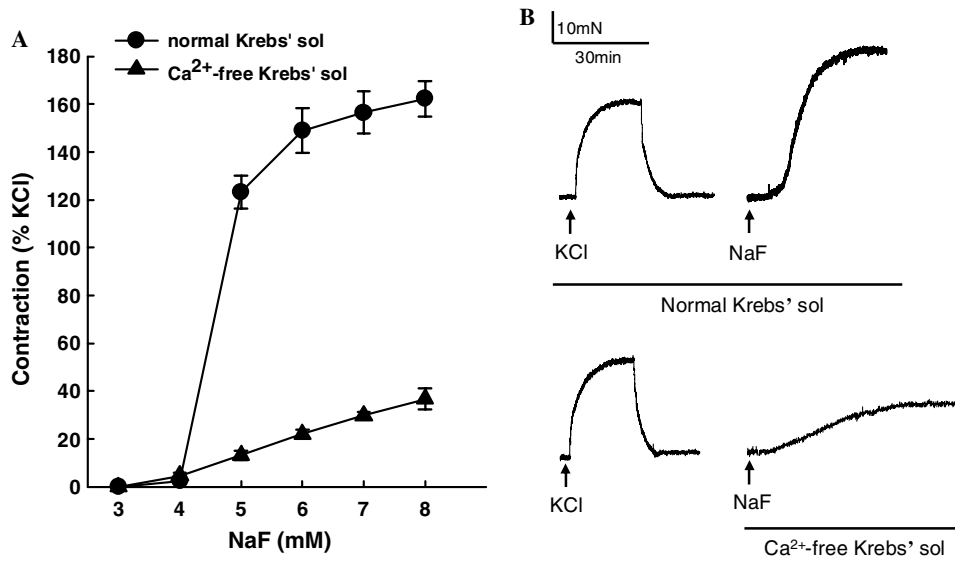 A
normal Krebs' sol
Ca2+-free Krebs' sol
180
160
140
120
100
80
60
40
20
0
Contraction (% KCl)
3 4 5 6 7 8
NaF (mM)
B
10mN
30min
KCl NaF
Normal Krebs’ sol
KCl NaF
Ca2+-free Krebs’ sol